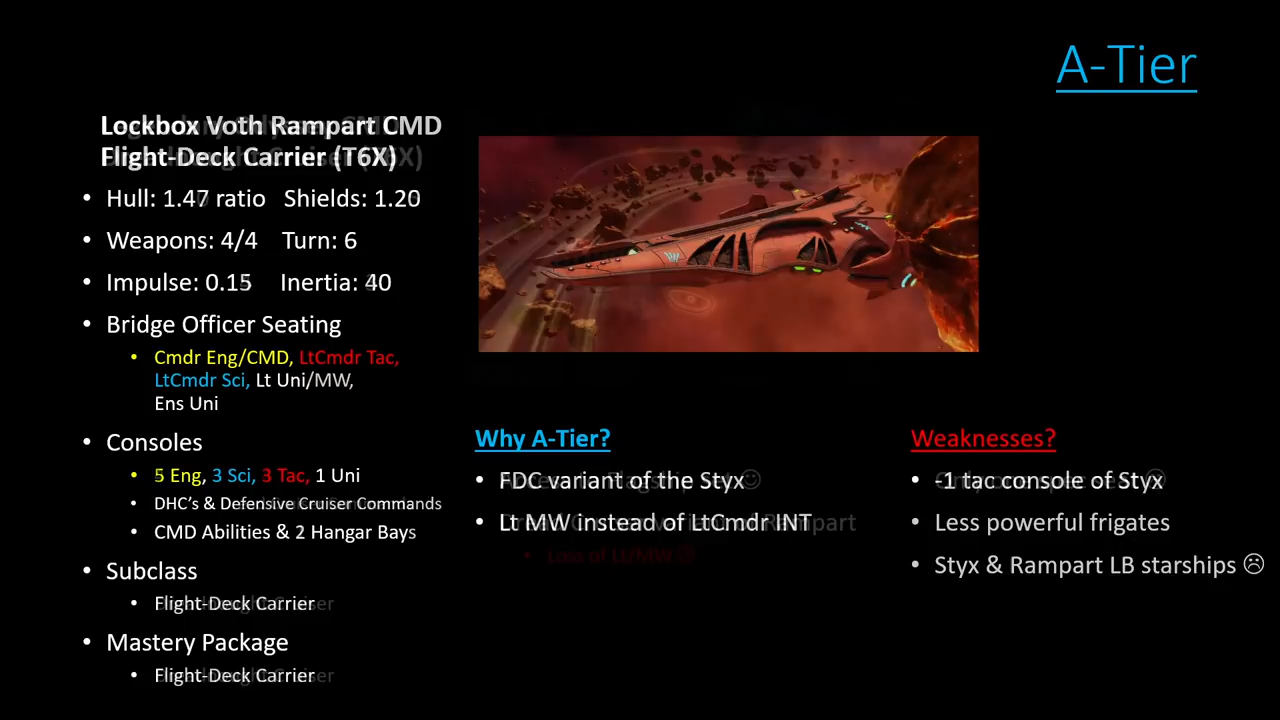 A-Tier
Lockbox Voth Rampart CMD
Flight-Deck Carrier (T6X)
• Hull: 1.47 ratio Shields: 1.20
• Weapons: 4/4 Turn: 6
• Impulse: 0.15 Inertia: 40
• Bridge Officer Seating
• Cmdr Eng/CMD, LtCmdr Tac,
LtCmdr Sci, Lt Uni/MW,
Ens Uni
• Consoles
• 5 Eng, 3 Sci, 3 Tac, 1 Uni
• DHC's & Defensive Cruiser Commands
• CMD Abilities & 2 Hangar Bays
• Subclass
• Flight-Deck Carrier
• Mastery Package
• Flight-Deck Carrier
Why A-Tier?
• FDC variant of the Styx
• Lt MW instead of LtCmdr INT
• Loss of Lt/MW ☹
Weaknesses?
• -1 tac console of Styx
• Less powerful frigates
• Styx & Rampart LB starships ☹